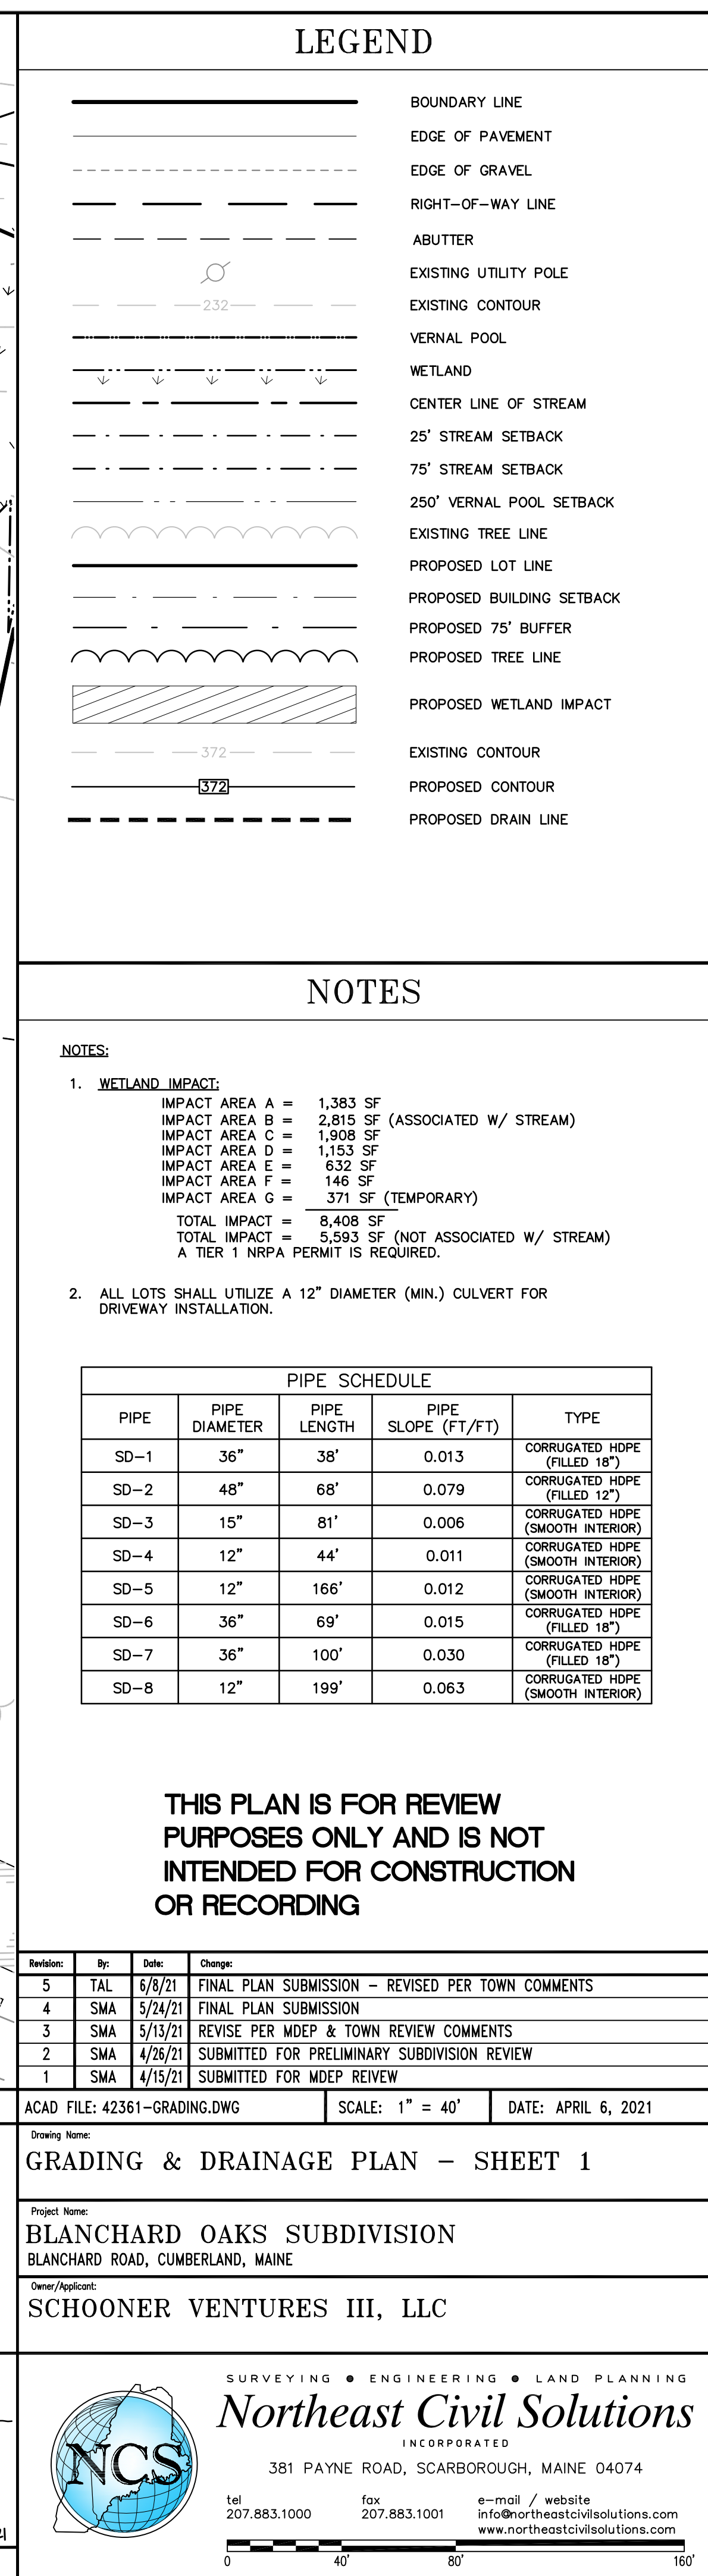 LEGEND
BOUNDARY LINE
EDGE OF PAVEMENT
EDGE OF GRAVEL
RIGHT-OF-WAY LINE
ABUTTER
EXISTING UTILITY POLE
232 EXISTING CONTOUR
VERNAL POOL
WETLAND
CENTER LINE OF STREAM
25' STREAM SETBACK
75' STREAM SETBACK
250' VERNAL POOL SETBACK
EXISTING TREE LINE
PROPOSED LOT LINE
PROPOSED BUILDING SETBACK
PROPOSED 75' BUFFER
PROPOSED TREE LINE
PROPOSED WETLAND IMPACT
372 EXISTING CONTOUR
372 PROPOSED CONTOUR
PROPOSED DRAIN LINE
NOTES
NOTES:
1. WETLAND IMPACT:
IMPACT AREA A = 1,383 SF
IMPACT AREA B = 2,815 SF (ASSOCIATED W/ STREAM)
IMPACT AREA C = 1,908 SF
IMPACT AREA D = 1,153 SF
IMPACT AREA E = 632 SF
IMPACT AREA F = 146 SF
IMPACT AREA G = 371 SF (TEMPORARY)
TOTAL IMPACT = 8,408 SF
TOTAL IMPACT = 5,593 SF (NOT ASSOCIATED W/ STREAM)
A TIER 1 NRPA PERMIT IS REQUIRED.
2. ALL LOTS SHALL UTILIZE A 12" DIAMETER (MIN.) CULVERT FOR
DRIVEWAY INSTALLATION.
PIPE SCHEDULE
PIPE PIPE DIAMETER PIPE LENGTH PIPE SLOPE (FT/FT) TYPE
SD-1 36" 38' 0.013 CORRUGATED HDPE (FILLED 18")
SD-2 48" 68' 0.079 CORRUGATED HDPE (FILLED 12")
SD-3 15" 81' 0.006 CORRUGATED HDPE (SMOOTH INTERIOR)
SD-4 12" 44' 0.011 CORRUGATED HDPE (SMOOTH INTERIOR)
SD-5 12" 166' 0.012 CORRUGATED HDPE (SMOOTH INTERIOR)
SD-6 36" 69' 0.015 CORRUGATED HDPE (FILLED 18")
SD-7 36" 100' 0.030 CORRUGATED HDPE (FILLED 18")
SD-8 12" 199' 0.063 CORRUGATED HDPE (SMOOTH INTERIOR)
THIS PLAN IS FOR REVIEW
PURPOSES ONLY AND IS NOT
INTENDED FOR CONSTRUCTION
OR RECORDING
Revision: By: Date: Change:
5 TAL 6/8/21 FINAL PLAN SUBMISSION - REVISED PER TOWN COMMENTS
4 SMA 5/24/21 FINAL PLAN SUBMISSION
3 SMA 5/13/21 REVISE PER MDEP & TOWN REVIEW COMMENTS
2 SMA 4/26/21 SUBMITTED FOR PRELIMINARY SUBDIVISION REVIEW
1 SMA 4/15/21 SUBMITTED FOR MDEP REIVEW
ACAD FILE: 42361-GRADING.DWG SCALE: 1" = 40' DATE: APRIL 6, 2021
Drawing Name:
GRADING & DRAINAGE PLAN - SHEET 1
Project Name:
BLANCHARD OAKS SUBDIVISION
BLANCHARD ROAD, CUMBERLAND, MAINE
Owner/Applicant:
SCHOONER VENTURES III, LLC
SURVEYING ● ENGINEERING ● LAND PLANNING
Northeast Civil Solutions
INCORPORATED
NCS
381 PAYNE ROAD, SCARBOROUGH, MAINE 04074
tel fax e-mail / website
207.883.1000 207.883.1001 info@northeastcivilsolutions.com
www.northeastcivilsolutions.com
0 40' 80' 160'